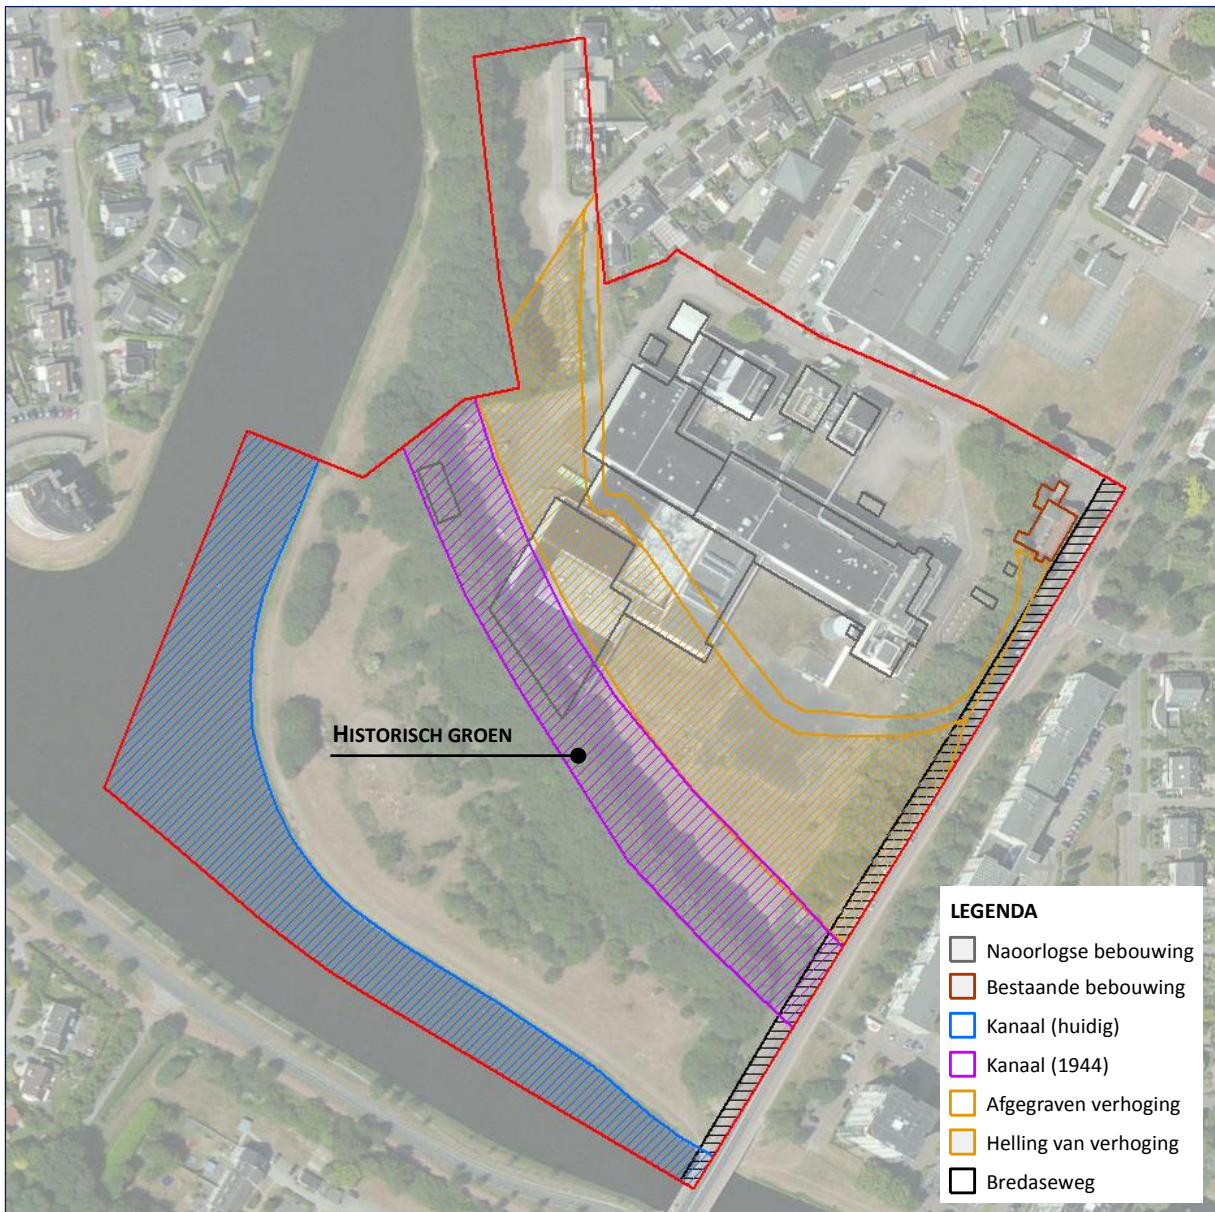 HISTORISCH GROEN
LEGENDA
Naoorlogse bebouwing
Bestaande bebouwing
Kanaal (huidig)
Kanaal (1944)
Afgegraven verhoging
Helling van verhoging
Bredaseweg